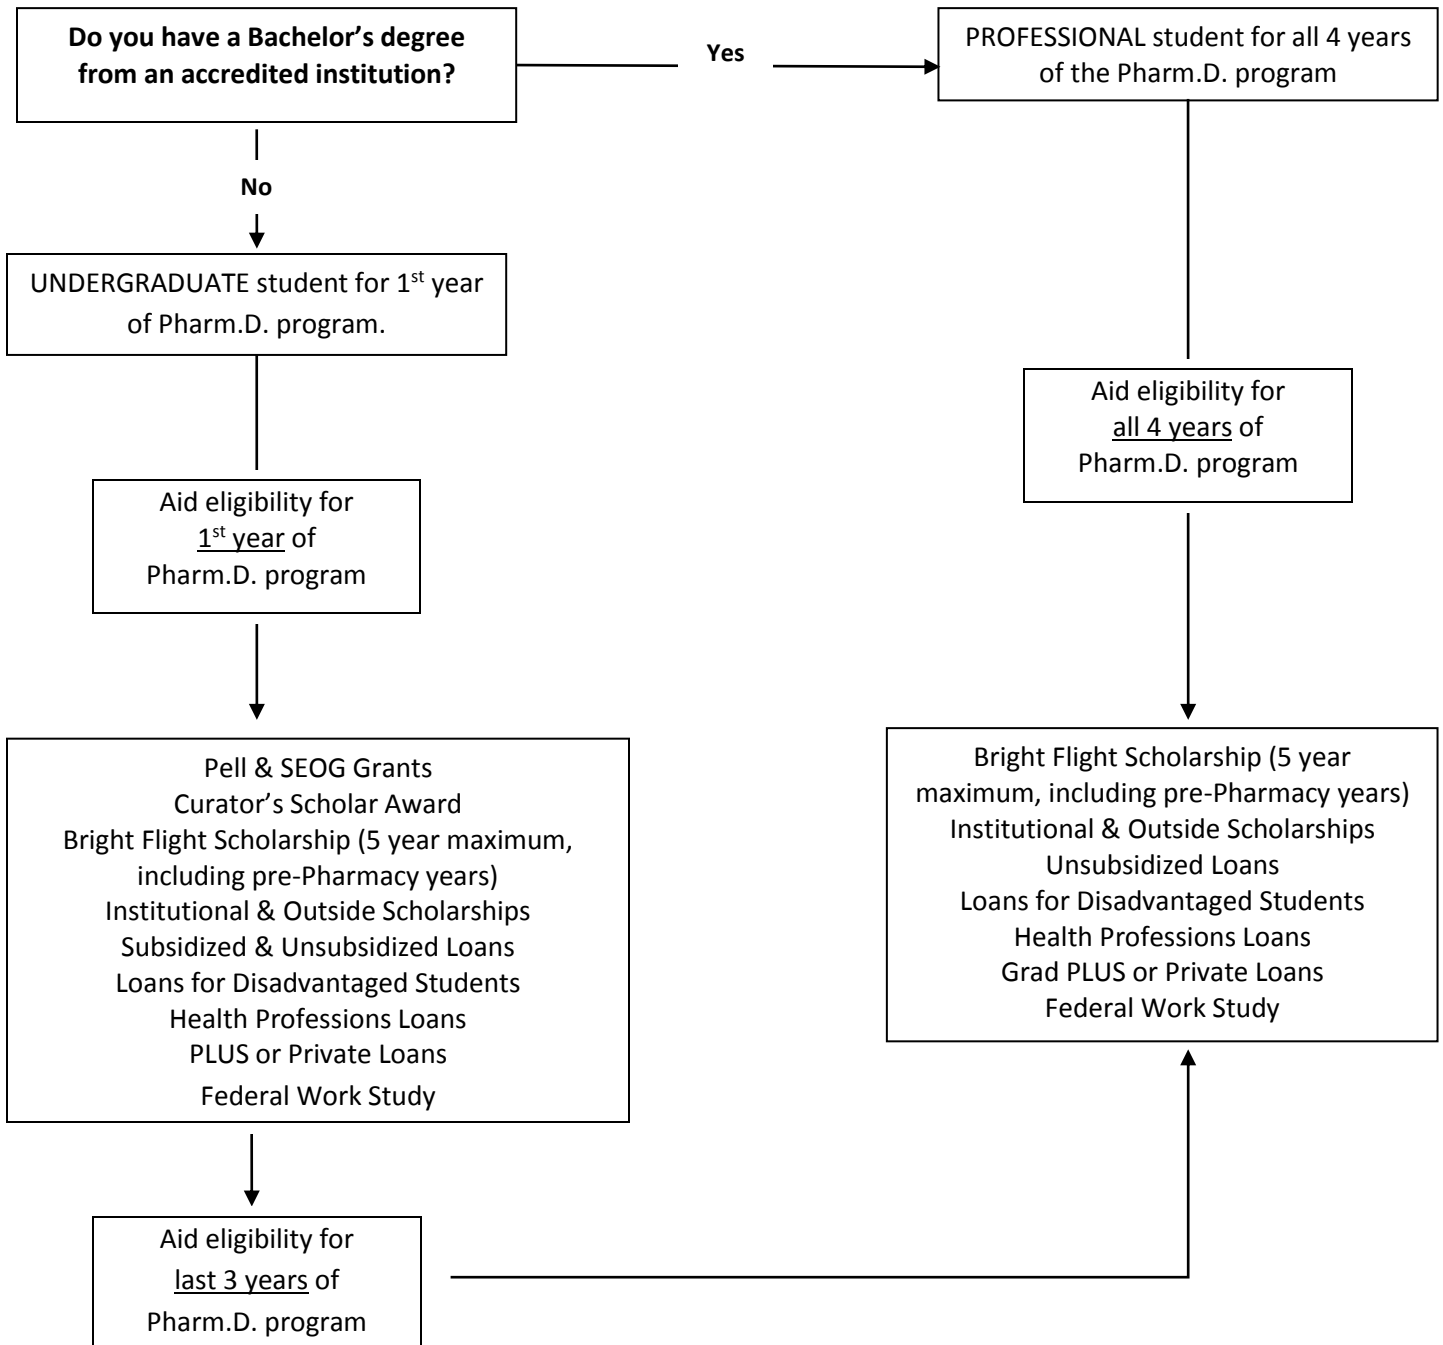 Do you have a Bachelor’s degree
from an accredited institution?
Yes
PROFESSIONAL student for all 4 years
of the Pharm.D. program
No
UNDERGRADUATE student for 1st year
of Pharm.D. program.
Aid eligibility for
all 4 years of
Pharm.D. program
Aid eligibility for
1st year of
Pharm.D. program
Pell & SEOG Grants
Curator’s Scholar Award
Bright Flight Scholarship (5 year maximum,
including pre-Pharmacy years)
Institutional & Outside Scholarships
Subsidized & Unsubsidized Loans
Loans for Disadvantaged Students
Health Professions Loans
PLUS or Private Loans
Federal Work Study
Bright Flight Scholarship (5 year
maximum, including pre-Pharmacy years)
Institutional & Outside Scholarships
Unsubsidized Loans
Loans for Disadvantaged Students
Health Professions Loans
Grad PLUS or Private Loans
Federal Work Study
Aid eligibility for
last 3 years of
Pharm.D. program